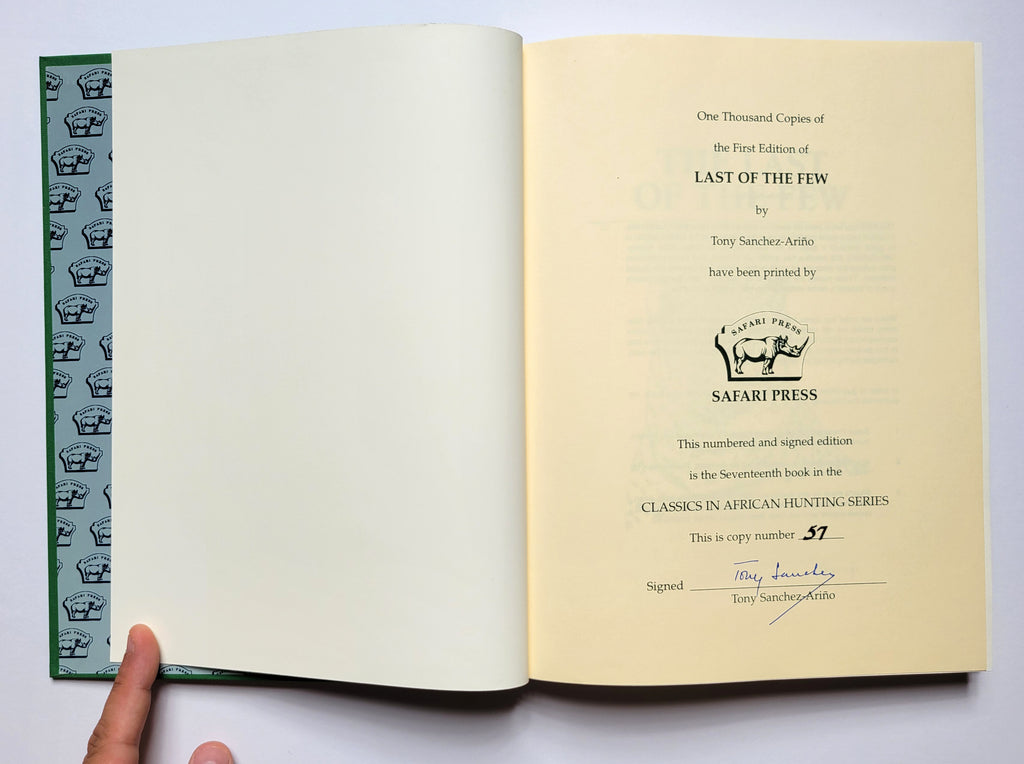 One Thousand Copies of
the First Edition of
LAST OF THE FEW
by
Tony Sanchez-Ariño
have been printed by
SAFARI PRESS
SAFARI PRESS
This numbered and signed edition
is the Seventeenth book in the
CLASSICS IN AFRICAN HUNTING SERIES
This is copy number 57
Signed Tony Sanchez
Tony Sanchez-Ariño